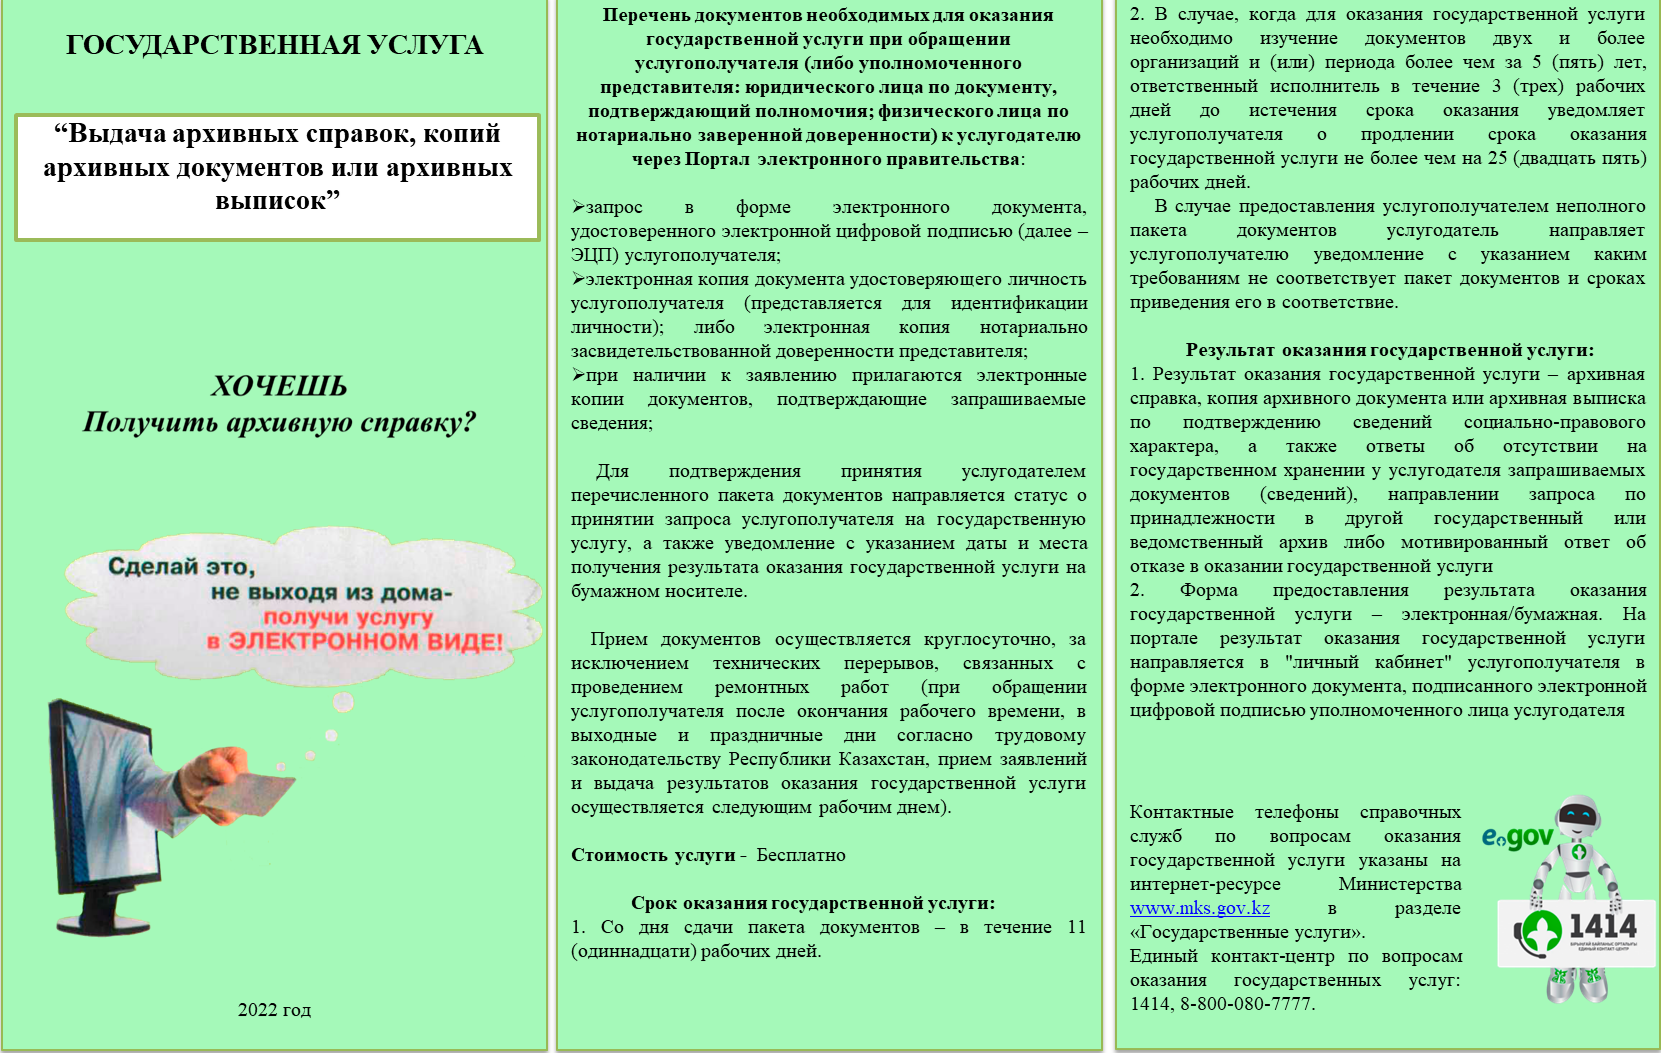 ГОСУДАРСТВЕННАЯ УСЛУГА
“Выдача архивных справок, копий
архивных документов или архивных
выписок”
ХОЧЕШЬ
Получить архивную справку?
Сделай это,
не выходя из дома-
получи услугу
в ЭЛЕКТРОННОМ ВИДЕ!
2022 год
Перечень документов необходимых для оказания
государственной услуги при обращении
услугополучателя (либо уполномоченного
представителя: юридического лица по документу,
подтверждающий полномочия; физического лица по
нотариально заверенной доверенности) к услугодателю
через Портал электронного правительства:
➢запрос в форме электронного документа,
удостоверенного электронной цифровой подписью (далее –
ЭЦП) услугополучателя;
➢электронная копия документа удостоверяющего личность
услугополучателя (представляется для идентификации
личности); либо электронная копия нотариально
засвидетельствованной доверенности представителя;
➢при наличии к заявлению прилагаются электронные
копии документов, подтверждающие запрашиваемые
сведения;
Для подтверждения принятия услугодателем
перечисленного пакета документов направляется статус о
принятии запроса услугополучателя на государственную
услугу, а также уведомление с указанием даты и места
получения результата оказания государственной услуги на
бумажном носителе.
Прием документов осуществляется круглосуточно, за
исключением технических перерывов, связанных с
проведением ремонтных работ (при обращении
услугополучателя после окончания рабочего времени, в
выходные и праздничные дни согласно трудовому
законодательству Республики Казахстан, прием заявлений
и выдача результатов оказания государственной услуги
осуществляется следующим рабочим днем).
Стоимость услуги - Бесплатно
Срок оказания государственной услуги:
1. Со дня сдачи пакета документов – в течение 11
(одиннадцати) рабочих дней.
2. В случае, когда для оказания государственной услуги
необходимо изучение документов двух и более
организаций и (или) периода более чем за 5 (пять) лет,
ответственный исполнитель в течение 3 (трех) рабочих
дней до истечения срока оказания уведомляет
услугополучателя о продлении срока оказания
государственной услуги не более чем на 25 (двадцать пять)
рабочих дней.
В случае предоставления услугополучателем неполного
пакета документов услугодатель направляет
услугополучателю уведомление с указанием каким
требованиям не соответствует пакет документов и сроках
приведения его в соответствие.
Результат оказания государственной услуги:
1. Результат оказания государственной услуги – архивная
справка, копия архивного документа или архивная выписка
по подтверждению сведений социально-правового
характера, а также ответы об отсутствии на
государственном хранении у услугодателя запрашиваемых
документов (сведений), направлении запроса по
принадлежности в другой государственный или
ведомственный архив либо мотивированный ответ об
отказе в оказании государственной услуги
2. Форма предоставления результата оказания
государственной услуги – электронная/бумажная. На
портале результат оказания государственной услуги
направляется в "личный кабинет" услугополучателя в
форме электронного документа, подписанного электронной
цифровой подписью уполномоченного лица услугодателя
Контактные телефоны справочных
служб по вопросам оказания
государственной услуги указаны на
интернет-ресурсе Министерства
www.mks.gov.kz в разделе
«Государственные услуги».
Единый контакт-центр по вопросам
оказания государственных услуг:
1414, 8-800-080-7777.
e.gov
1414
БІРЫҢҒАЙ БАЙЛАНЫС ОРТАЛЫҒЫ
ЕДИНЫЙ КОНТАКТ-ЦЕНТР